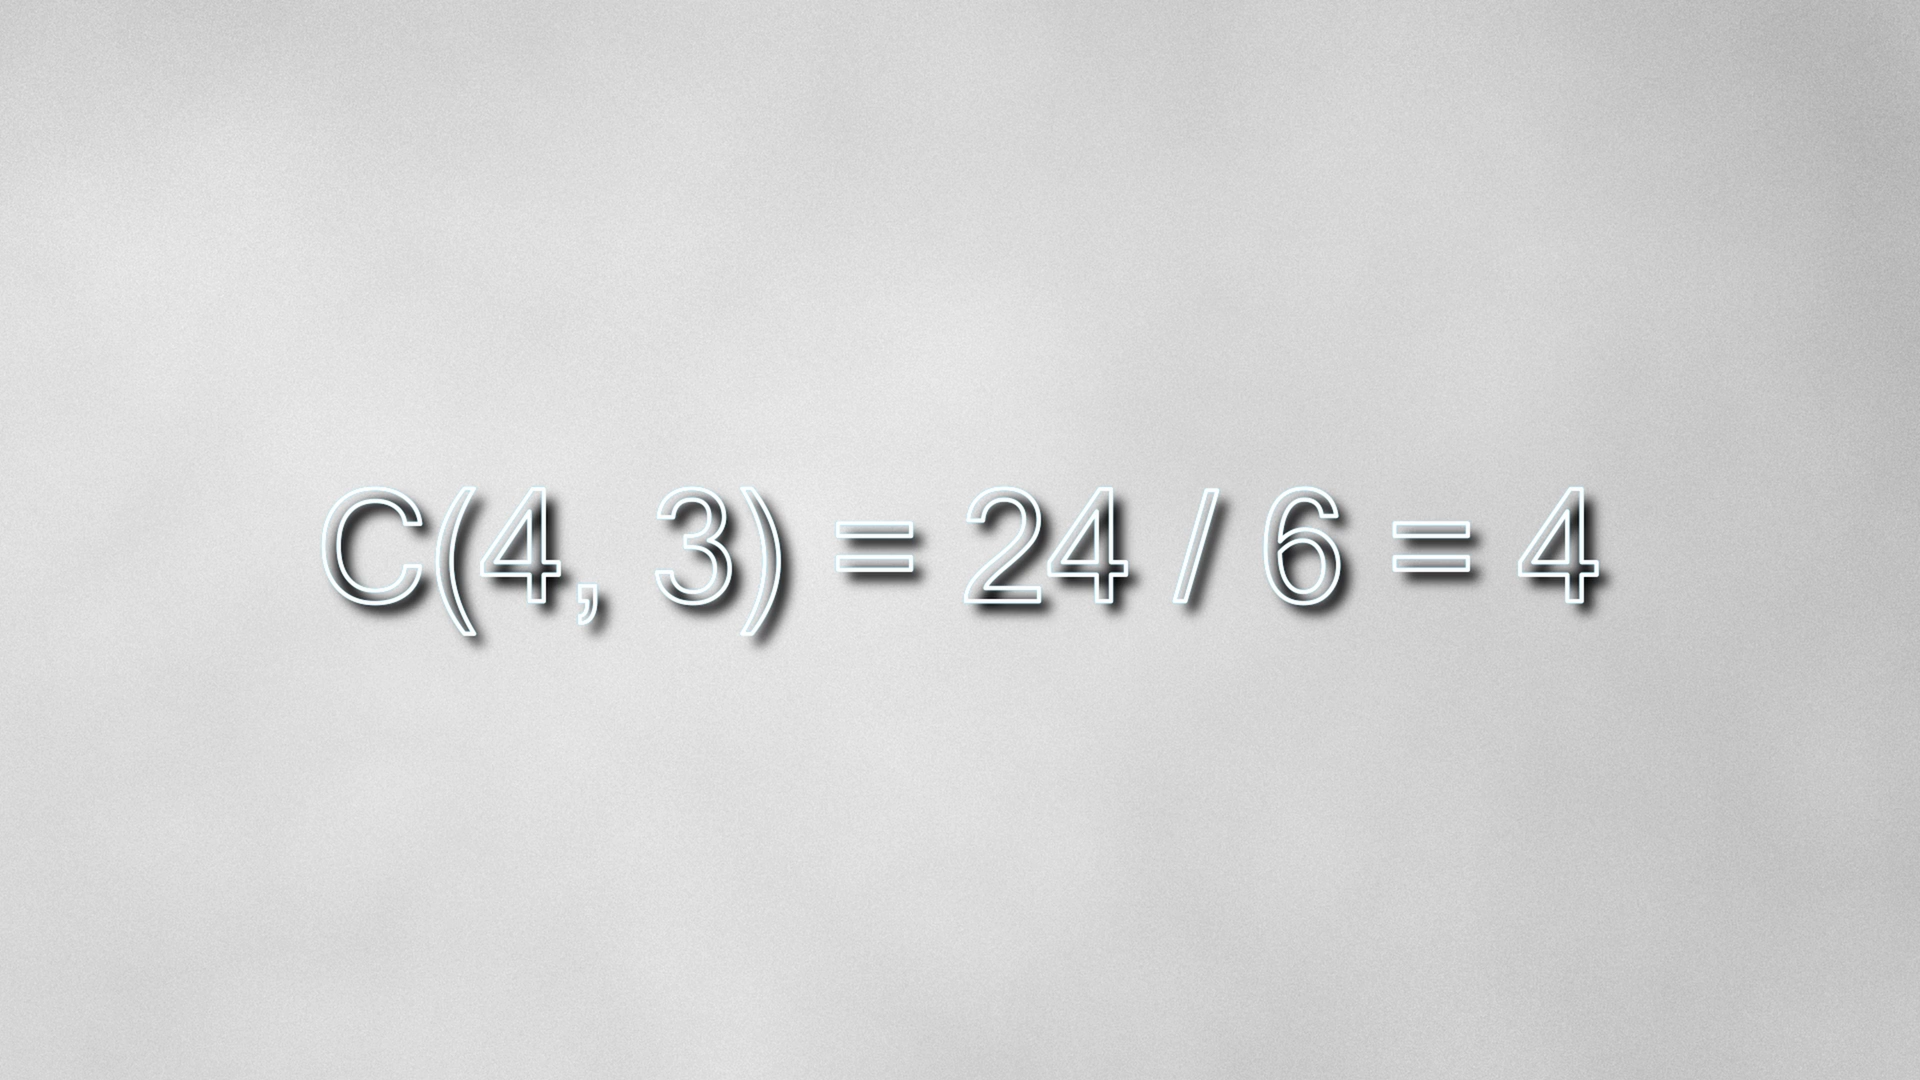 C(4, 3) = 24 / 6 = 4